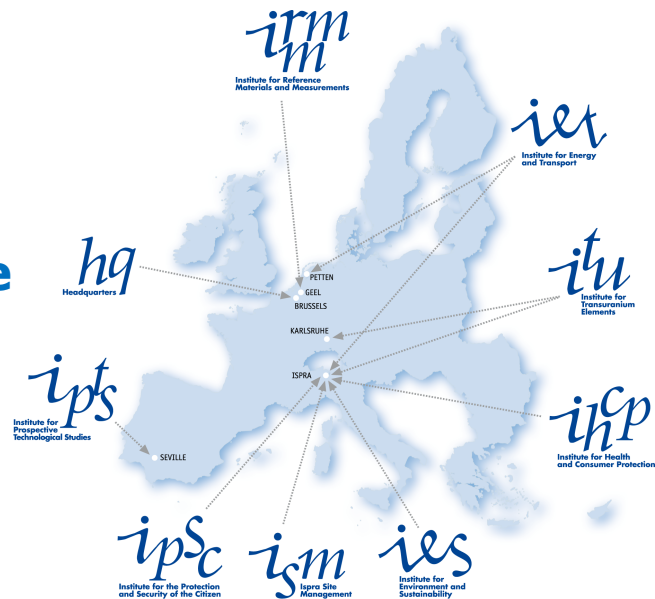 irmm
Institute for Reference
Materials and Measurements
iet
Institute for Energy
and Transport
hq
Headquarters
PETTEN
GEEL
BRUSSELS
itu
Institute for
Transuranium
Elements
KARLSRUHE
ISPRA
ipts
Institute for
Prospective
Technological Studies
SEVILLE
ihcp
Institute for Health
and Consumer Protection
ipsc
Institute for the Protection
and Security of the Citizen
ism
Ispra Site
Management
ies
Institute for
Environment and
Sustainability
e